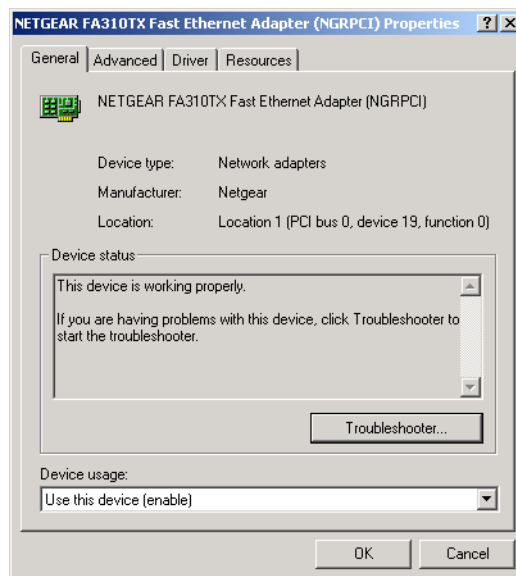 NETGEAR FA310TX Fast Ethernet Adapter (NGRPCI) Properties
General Advanced Driver Resources
NETGEAR FA310TX Fast Ethernet Adapter (NGRPCI)
Device type: Network adapters
Manufacturer: Netgear
Location: Location 1 (PCI bus 0, device 19, function 0)
Device status
This device is working properly.
If you are having problems with this device, click Troubleshooter to
start the troubleshooter.
Troubleshooter...
Device usage:
Use this device (enable)
OK Cancel